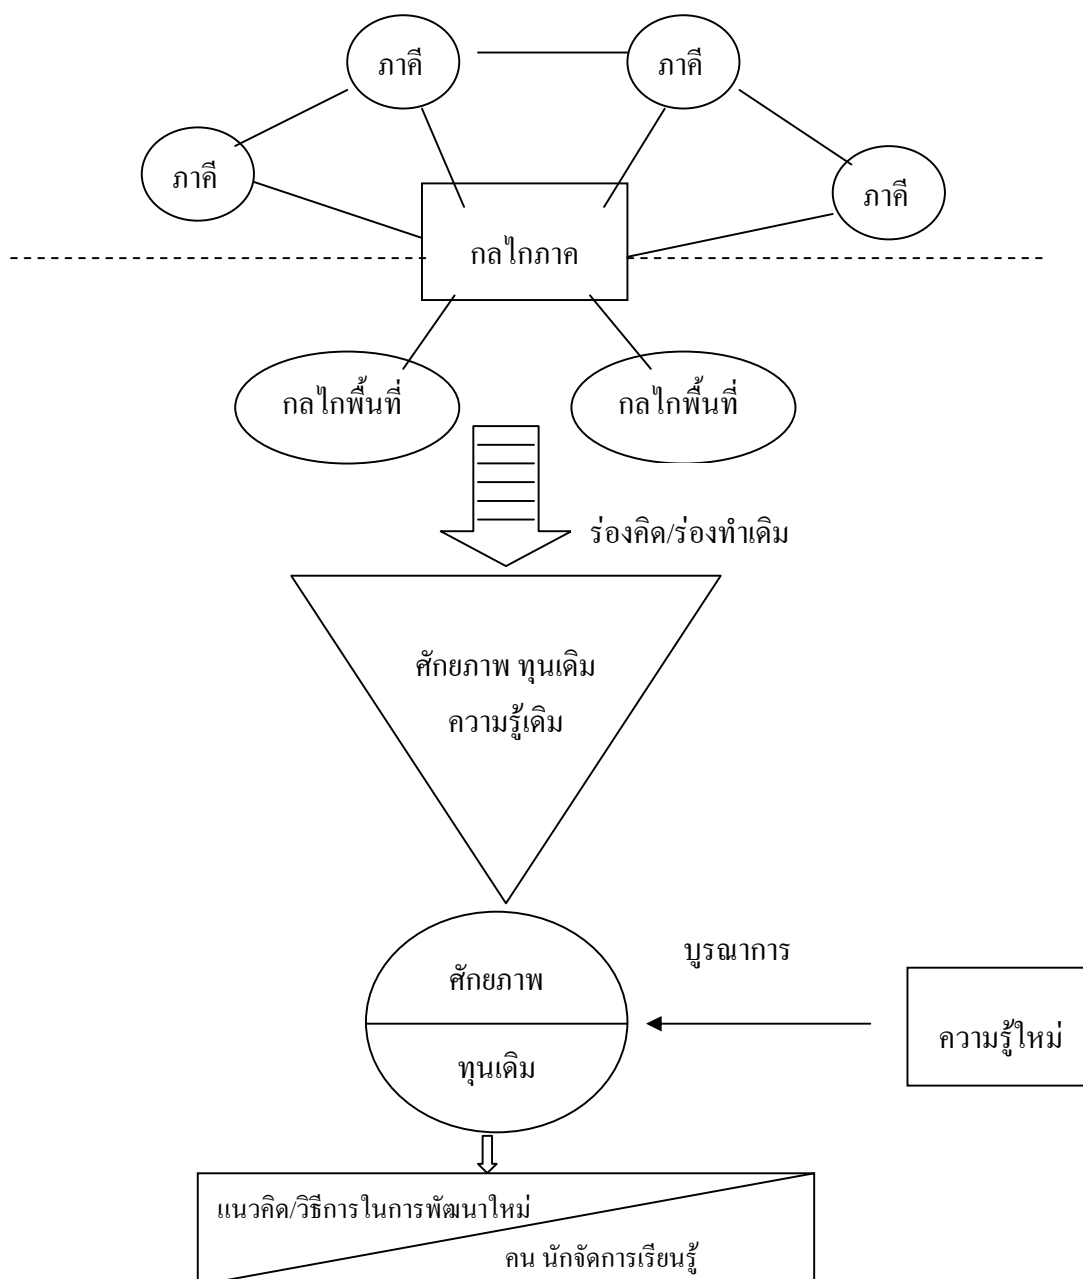 ภาคี
ภาคี
ภาคี
ภาคี
กลไกภาค
กลไกพื้นที่
กลไกพื้นที่
ร่องคิด/ร่องทำเดิม
ศักยภาพ ทุนเดิม
ความรู้เดิม
บูรณาการ
ศักยภาพ
ความรู้ใหม่
ทุนเดิม
แนวคิด/วิธีการในการพัฒนาใหม่
คน นักจัดการเรียนรู้